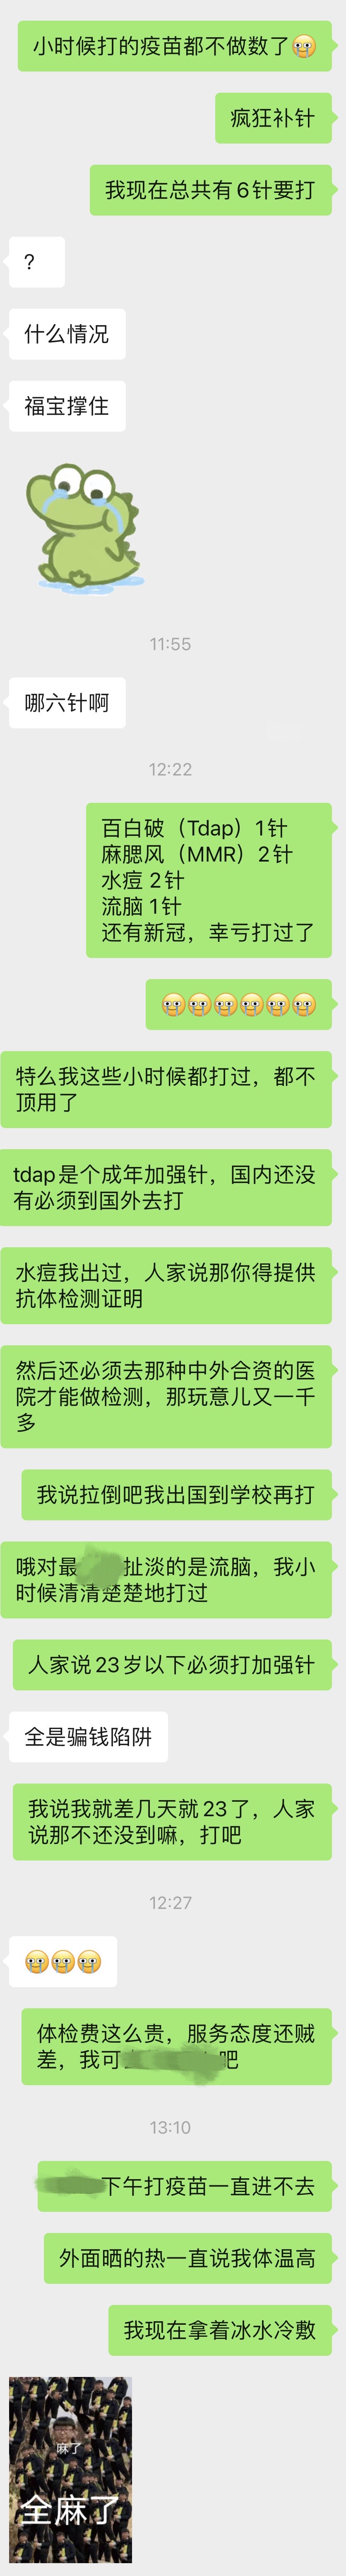 小时候打的疫苗都不做数了😭
疯狂补针
我现在总共有6针要打
?
什么情况
福宝撑住
11:55
哪六针啊
12:22
百白破（Tdap）1针
麻腮风（MMR）2针
水痘 2针
流脑 1针
还有新冠，幸亏打过了
😭😭😭😭😭😭
特么我这些小时候都打过，都不
顶用了
tdap是个成年加强针，国内还没
有必须到国外去打
水痘我出过，人家说那你得提供
抗体检测证明
然后还必须去那种中外合资的医
院才能做检测，那玩意儿又一千
多
我说拉倒吧我出国到学校再打
哦对最扯淡的是流脑，我小
时候清清楚楚地打过
人家说23岁以下必须打加强针
全是骗钱陷阱
我说我就差几天就23了，人家
说那不还没到嘛，打吧
12:27
😭😭😭
体检费这么贵，服务态度还贼
差，我可吧
13:10
下午打疫苗一直进不去
外面晒的热一直说我体温高
我现在拿着冰水冷敷
麻了
全麻了